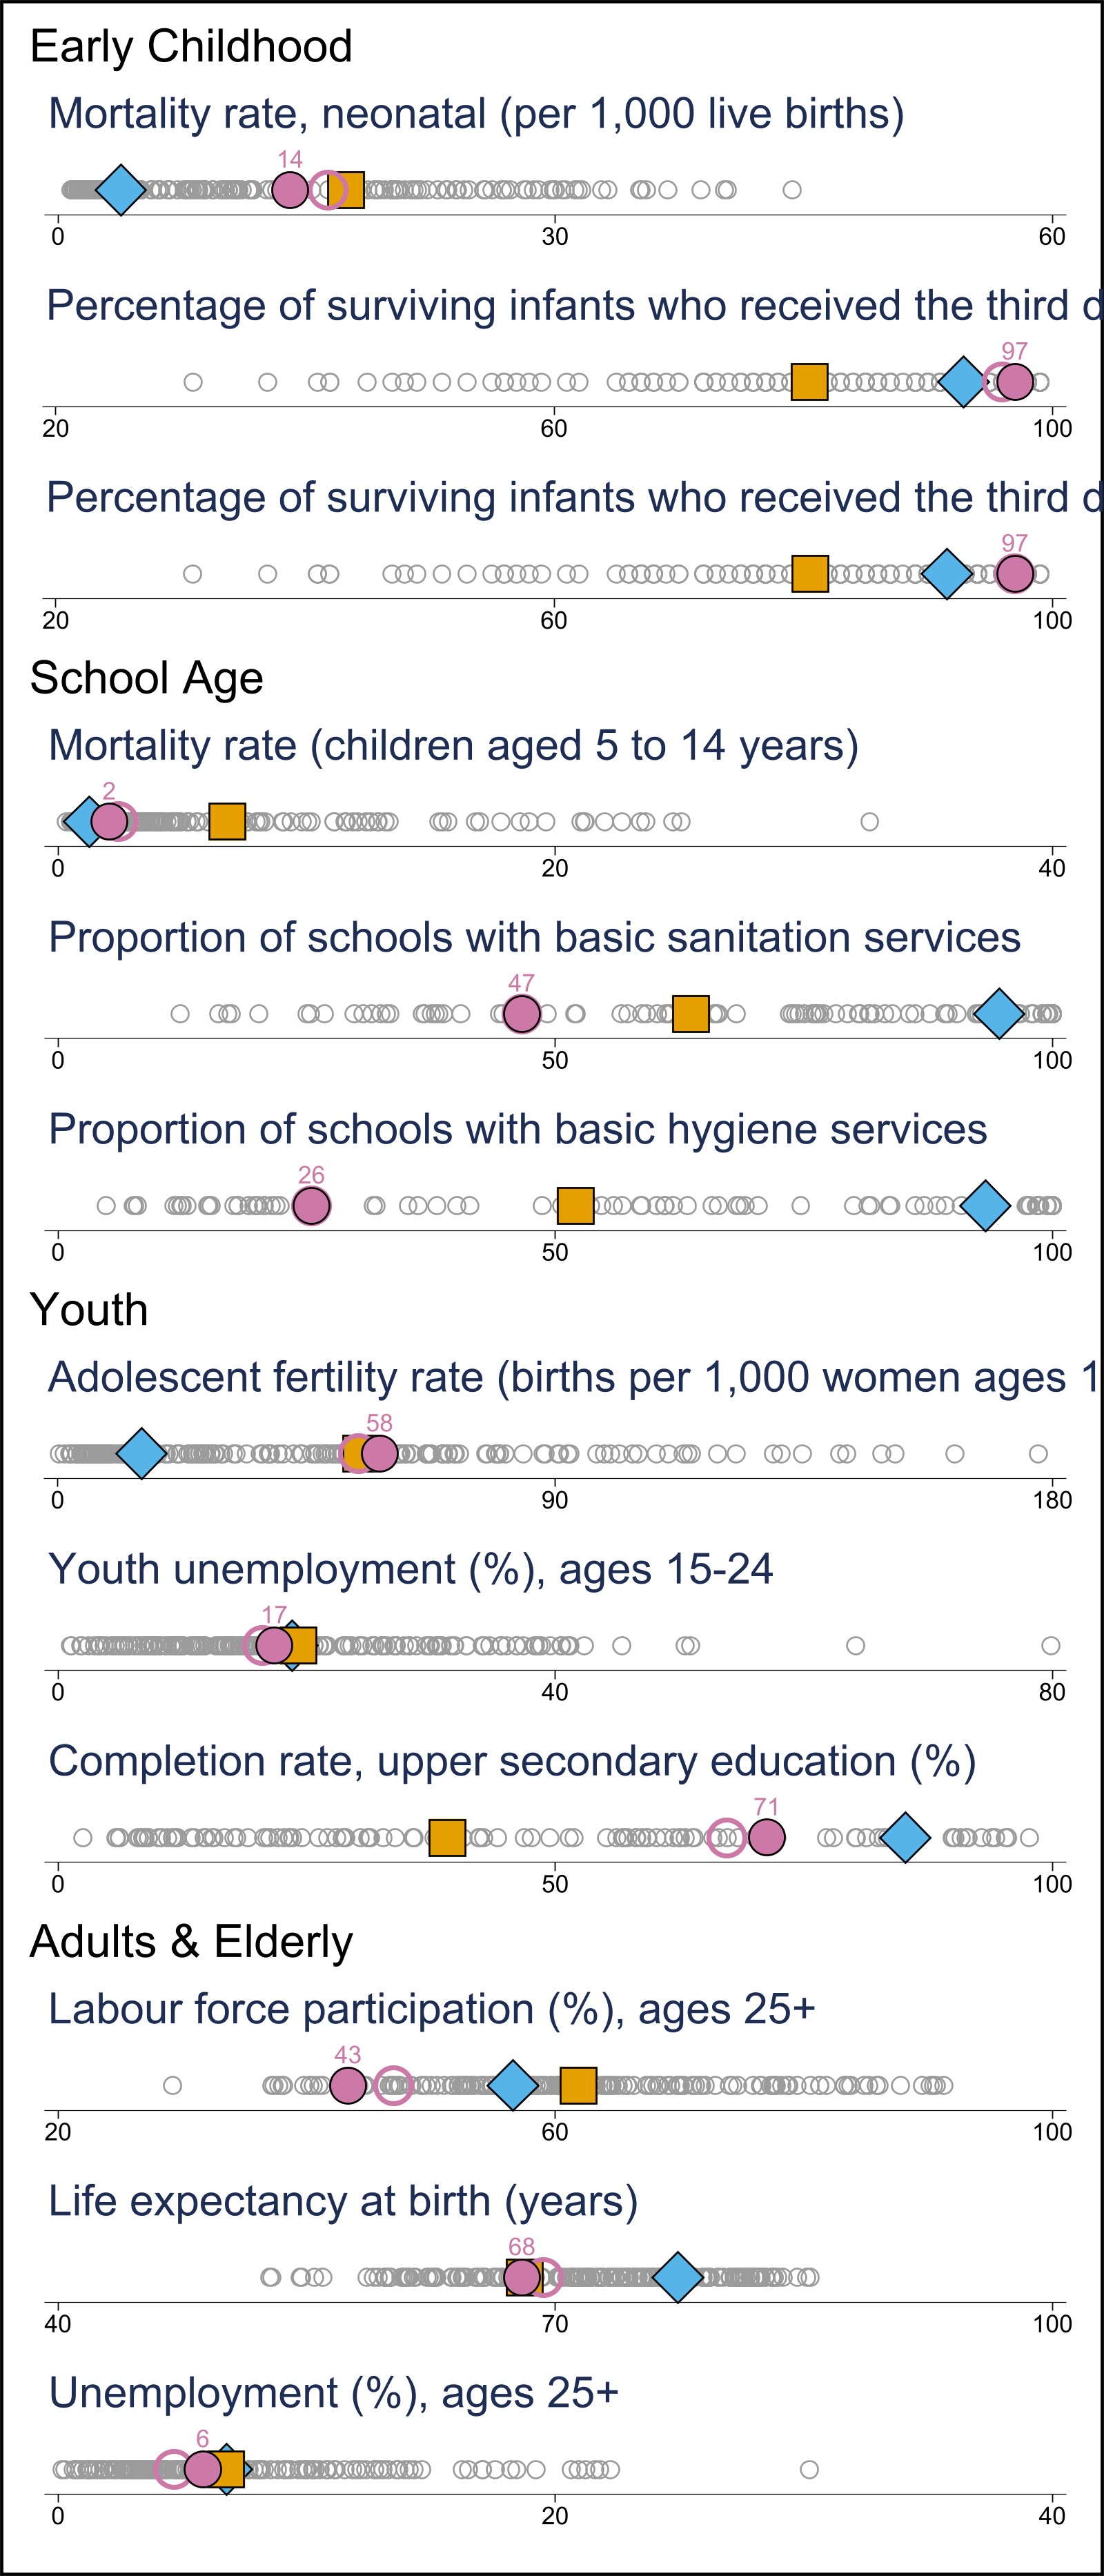 Early Childhood
Mortality rate, neonatal (per 1,000 live births)
14
0 30 60
Percentage of surviving infants who received the third d
97
20 60 100
Percentage of surviving infants who received the third d
97
20 60 100
School Age
Mortality rate (children aged 5 to 14 years)
2
0 20 40
Proportion of schools with basic sanitation services
47
0 50 100
Proportion of schools with basic hygiene services
26
0 50 100
Youth
Adolescent fertility rate (births per 1,000 women ages 1
58
0 90 180
Youth unemployment (%), ages 15-24
17
0 40 80
Completion rate, upper secondary education (%)
71
0 50 100
Adults & Elderly
Labour force participation (%), ages 25+
43
20 60 100
Life expectancy at birth (years)
68
40 70 100
Unemployment (%), ages 25+
6
0 20 40